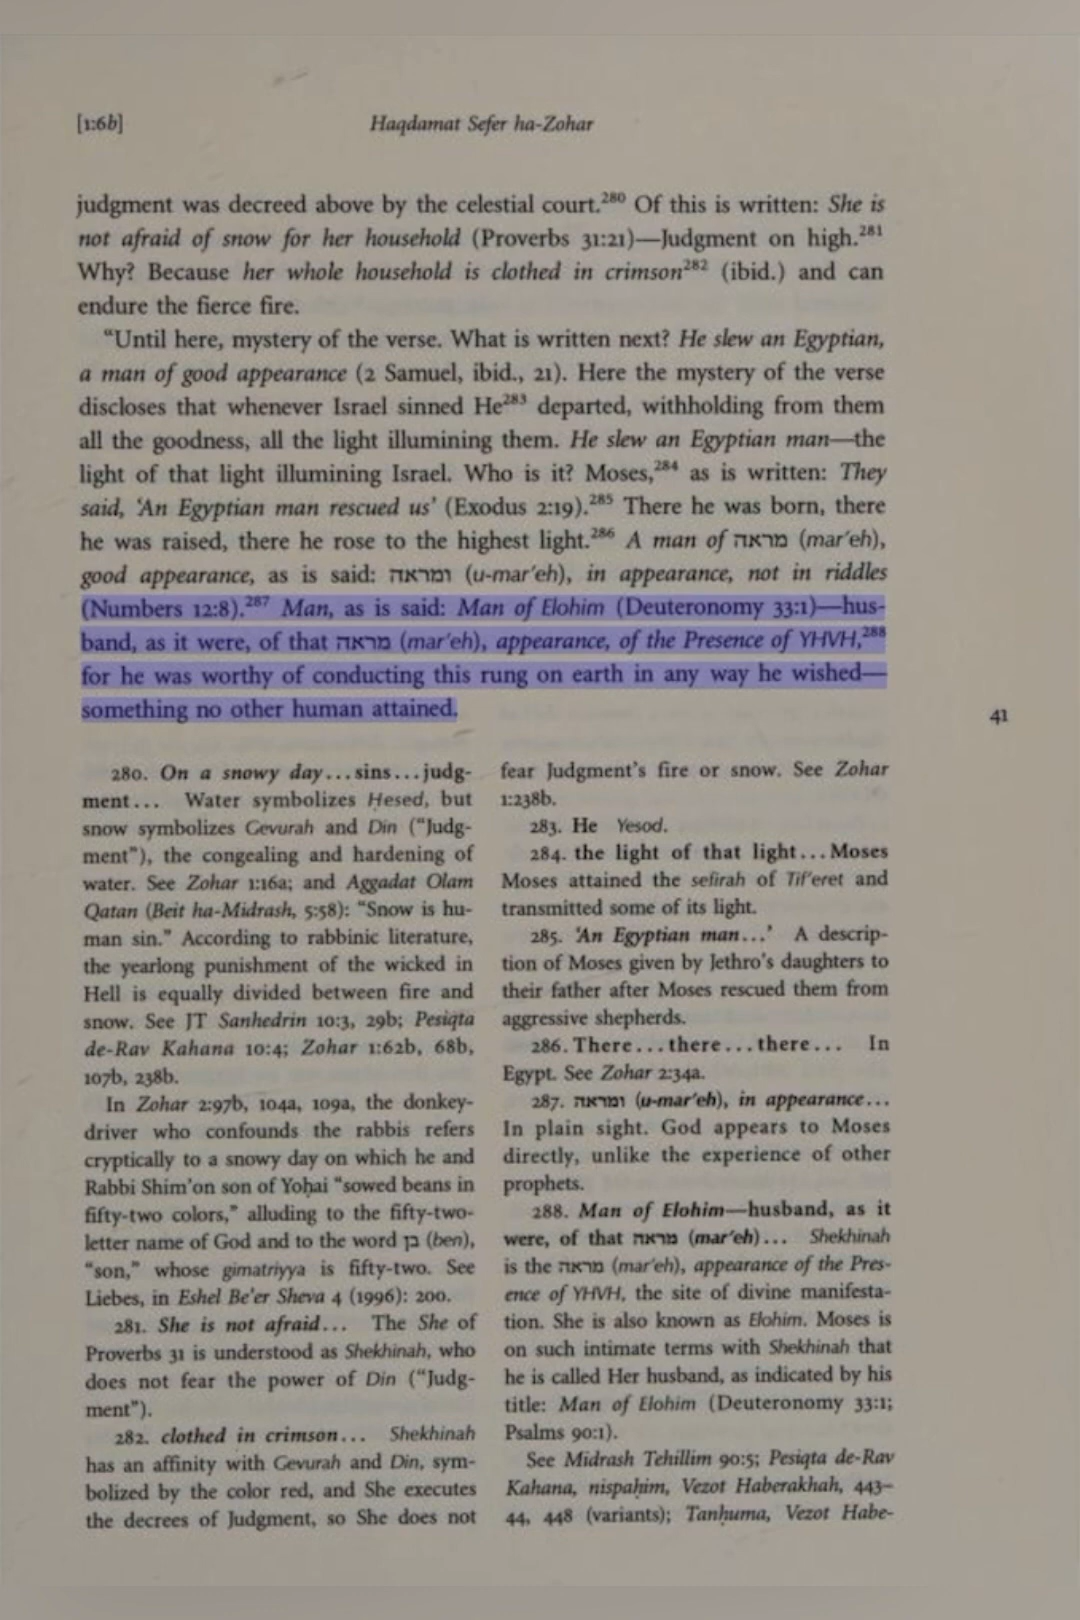 [1:6b]
Haqdamat Sefer ha-Zohar
judgment was decreed above by the celestial court.280 Of this is written: She is
not afraid of snow for her household (Proverbs 31:21)—Judgment on high.281
Why? Because her whole household is clothed in crimson282 (ibid.) and can
endure the fierce fire.
“Until here, mystery of the verse. What is written next? He slew an Egyptian,
a man of good appearance (2 Samuel, ibid., 21). Here the mystery of the verse
discloses that whenever Israel sinned He283 departed, withholding from them
all the goodness, all the light illumining them. He slew an Egyptian man—the
light of that light illumining Israel. Who is it? Moses,284 as is written: They
said, ‘An Egyptian man rescued us’ (Exodus 2:19).285 There he was born, there
he was raised, there he rose to the highest light.286 A man of מראה (mar’eh),
good appearance, as is said: ומראה (u-mar’eh), in appearance, not in riddles
(Numbers 12:8).287 Man, as is said: Man of Elohim (Deuteronomy 33:1)—hus-
band, as it were, of that מראה (mar’eh), appearance, of the Presence of YHVH,288
for he was worthy of conducting this rung on earth in any way he wished—
something no other human attained.
41
280. On a snowy day...sins...judg-
ment... Water symbolizes Ḥesed, but
snow symbolizes Gevurah and Din (“Judg-
ment”), the congealing and hardening of
water. See Zohar 1:16a; and Aggadat Olam
Qatan (Beit ha-Midrash, 5:58): “Snow is hu-
man sin.” According to rabbinic literature,
the yearlong punishment of the wicked in
Hell is equally divided between fire and
snow. See JT Sanhedrin 10:3, 29b; Pesiqta
de-Rav Kahana 10:4; Zohar 1:62b, 68b,
107b, 238b.
In Zohar 2:97b, 104a, 109a, the donkey-
driver who confounds the rabbis refers
cryptically to a snowy day on which he and
Rabbi Shim’on son of Yoḥai “sowed beans in
fifty-two colors,” alluding to the fifty-two-
letter name of God and to the word בן (ben),
“son,” whose gimatriyya is fifty-two. See
Liebes, in Eshel Be’er Sheva 4 (1996): 200.
281. She is not afraid... The She of
Proverbs 31 is understood as Shekhinah, who
does not fear the power of Din (“Judg-
ment”).
282. clothed in crimson... Shekhinah
has an affinity with Gevurah and Din, sym-
bolized by the color red, and She executes
the decrees of Judgment, so She does not
fear Judgment’s fire or snow. See Zohar
1:238b.
283. He Yesod.
284. the light of that light...Moses
Moses attained the sefirah of Tif’eret and
transmitted some of its light.
285. ‘An Egyptian man...’ A descrip-
tion of Moses given by Jethro’s daughters to
their father after Moses rescued them from
aggressive shepherds.
286. There...there...there... In
Egypt. See Zohar 2:34a.
287. ומראה (u-mar’eh), in appearance...
In plain sight. God appears to Moses
directly, unlike the experience of other
prophets.
288. Man of Elohim—husband, as it
were, of that מראה (mar’eh)... Shekhinah
is the מראה (mar’eh), appearance of the Pres-
ence of YHVH, the site of divine manifesta-
tion. She is also known as Elohim. Moses is
on such intimate terms with Shekhinah that
he is called Her husband, as indicated by his
title: Man of Elohim (Deuteronomy 33:1;
Psalms 90:1).
See Midrash Tehillim 90:5; Pesiqta de-Rav
Kahana, nispaḥim, Vezot Haberakhah, 443–
44, 448 (variants); Tanḥuma, Vezot Habe-